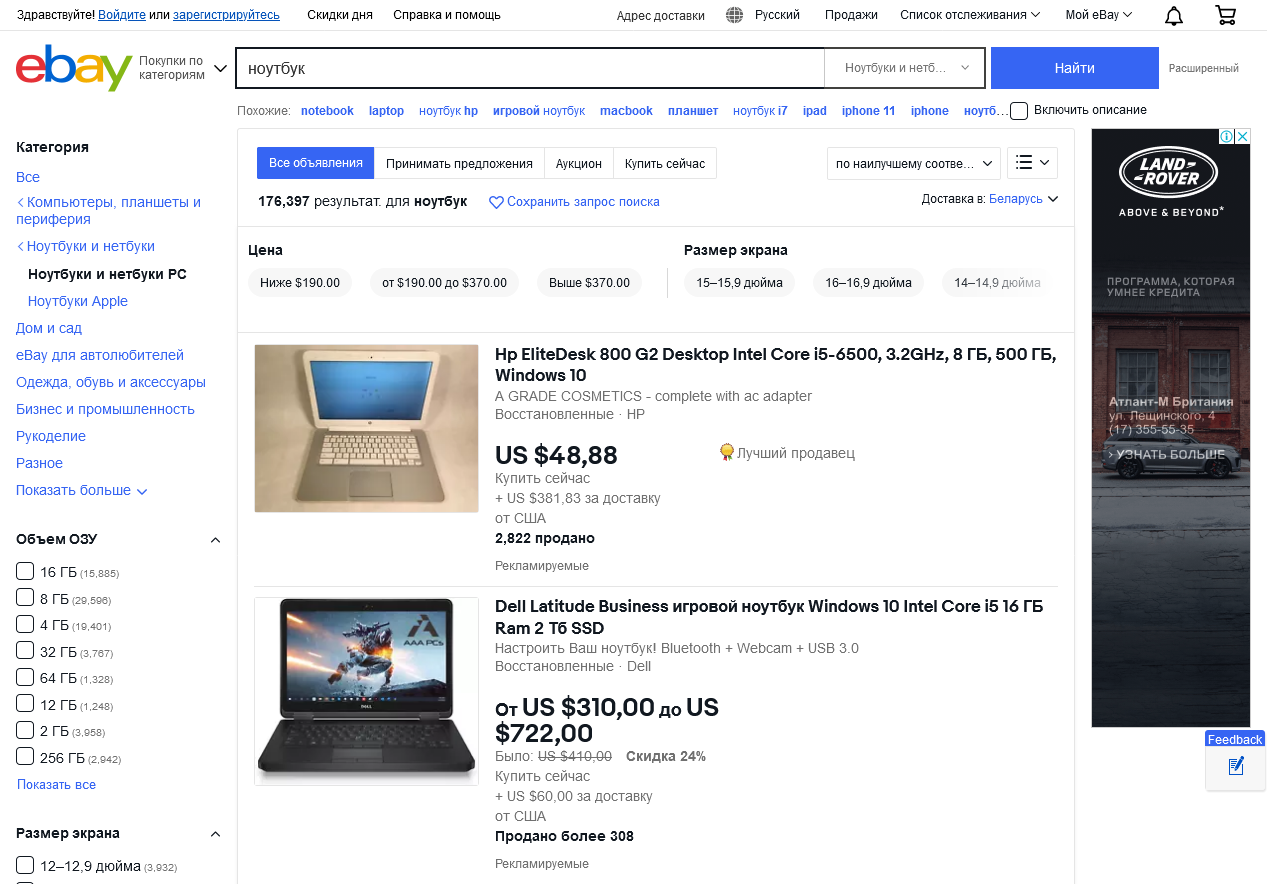 Здравствуйте! Войдите или зарегистрируйтесь
Скидки дня
Справка и помощь
Адрес доставки
Русский
Продажи
Список отслеживания
Мой eBay
ebay
Покупки по
категориям
ноутбук
Ноутбуки и нетб...
Найти
Расширенный
Похожие: notebook laptop ноутбук hp игровой ноутбук macbook планшет ноутбук i7 ipad iphone 11 iphone ноутб...
Включить описание
Категория
Все
Компьютеры, планшеты и
периферия
Ноутбуки и нетбуки
Ноутбуки и нетбуки PC
Ноутбуки Apple
Дом и сад
eBay для автолюбителей
Одежда, обувь и аксессуары
Бизнес и промышленность
Рукоделие
Разное
Показать больше
Объем ОЗУ
16 ГБ (15,885)
8 ГБ (29,596)
4 ГБ (19,401)
32 ГБ (3,767)
64 ГБ (1,328)
12 ГБ (1,248)
2 ГБ (3,958)
256 ГБ (2,942)
Показать все
Размер экрана
12–12,9 дюйма (3,932)
Все объявления
Принимать предложения
Аукцион
Купить сейчас
по наилучшему соотве...
176,397 результат. для ноутбук
Сохранить запрос поиска
Доставка в: Беларусь
Цена
Ниже $190.00
от $190.00 до $370.00
Выше $370.00
Размер экрана
15–15,9 дюйма
16–16,9 дюйма
14–14,9 дюйма
Hp EliteDesk 800 G2 Desktop Intel Core i5-6500, 3.2GHz, 8 ГБ, 500 ГБ,
Windows 10
A GRADE COSMETICS - complete with ac adapter
Восстановленные · HP
US $48,88
Лучший продавец
Купить сейчас
+ US $381,83 за доставку
от США
2,822 продано
Рекламируемые
AAA PCs
DELL
Dell Latitude Business игровой ноутбук Windows 10 Intel Core i5 16 ГБ
Ram 2 Тб SSD
Настроить Ваш ноутбук! Bluetooth + Webcam + USB 3.0
Восстановленные · Dell
От US $310,00 до US
$722,00
Было: US $410,00 Скидка 24%
Купить сейчас
+ US $60,00 за доставку
от США
Продано более 308
Рекламируемые
LAND
ROVER
ABOVE & BEYOND*
ПРОГРАММА, КОТОРАЯ
УМНЕЕ КРЕДИТА
Атлант-М Британия
ул. Лещинского, 4
(17) 355-55-35
› УЗНАТЬ БОЛЬШЕ
Feedback